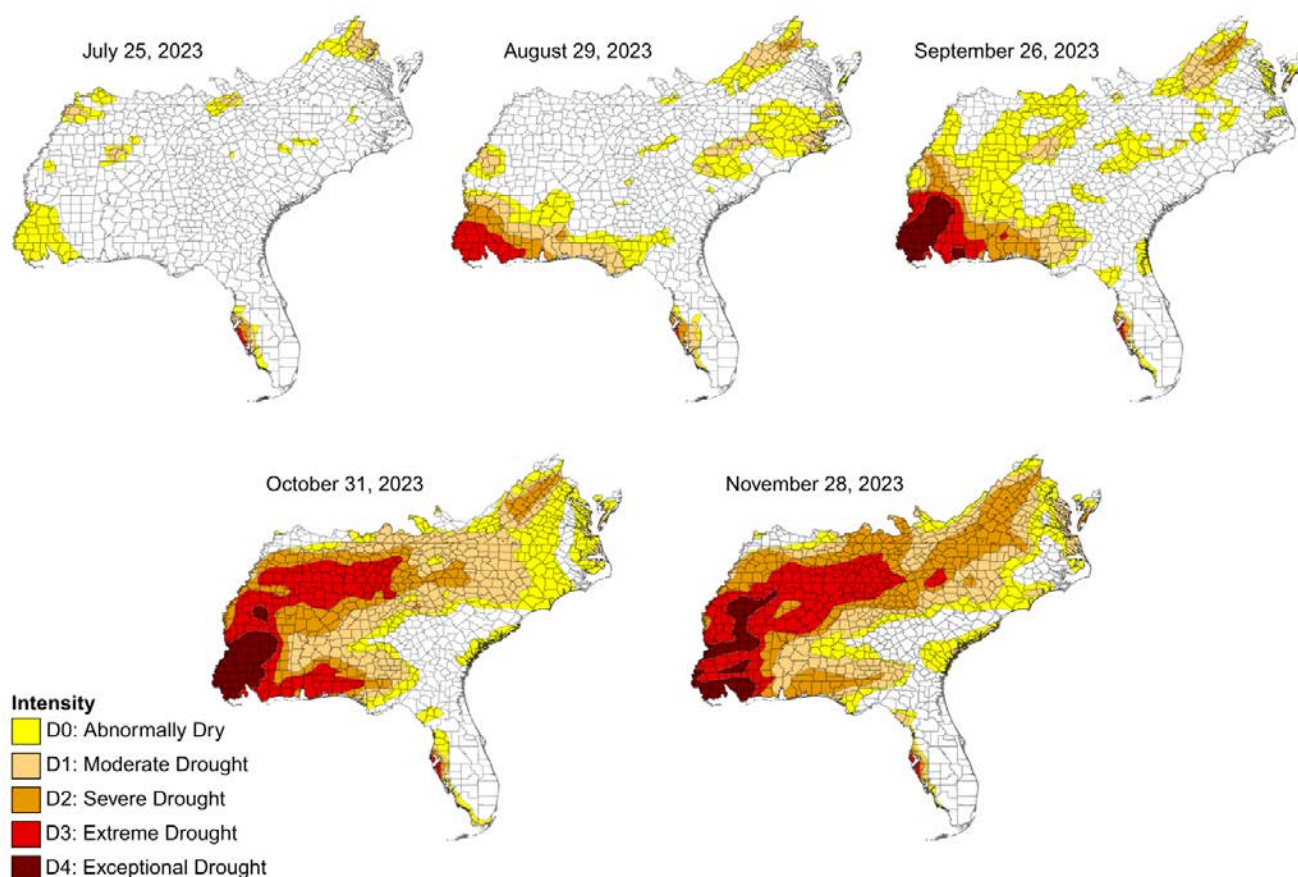 July 25, 2023
August 29, 2023
September 26, 2023
October 31, 2023
November 28, 2023
Intensity
D0: Abnormally Dry
D1: Moderate Drought
D2: Severe Drought
D3: Extreme Drought
D4: Exceptional Drought